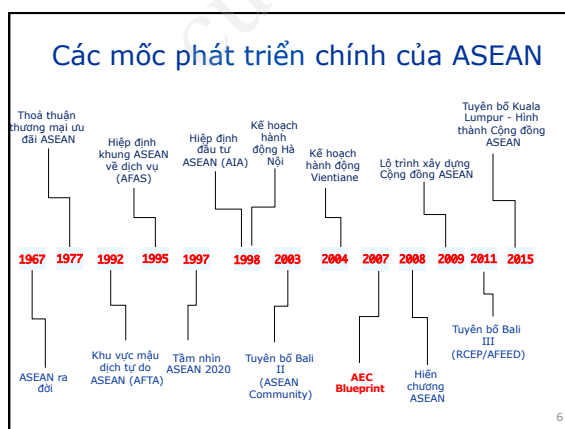 cu
Các mốc phát triển chính của ASEAN
Thoả thuận
thương mại ưu
đãi ASEAN
Hiệp định
khung ASEAN
về dịch vụ
(AFAS)
Hiệp định
đầu tư
ASEAN (AIA)
Kế hoạch
hành
động Hà
Nội
Kế hoạch
hành động
Vientiane
Lộ trình xây dựng
Cộng đồng ASEAN
Tuyên bố Kuala
Lumpur - Hình
thành Cộng đồng
ASEAN
1967 1977 1992 1995 1997 1998 2003 2004 2007 2008 2009 2011 2015
ASEAN ra
đời
Khu vực mậu
dịch tự do
ASEAN (AFTA)
Tầm nhìn
ASEAN 2020
Tuyên bố Bali
II
(ASEAN
Community)
AEC
Blueprint
Hiến
chương
ASEAN
Tuyên bố Bali
III
(RCEP/AFEED)
6